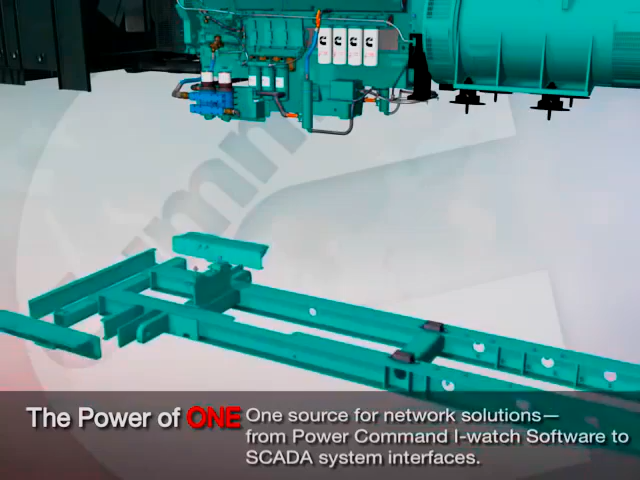 The Power of ONE
One source for network solutions—
from Power Command I-watch Software to
SCADA system interfaces.